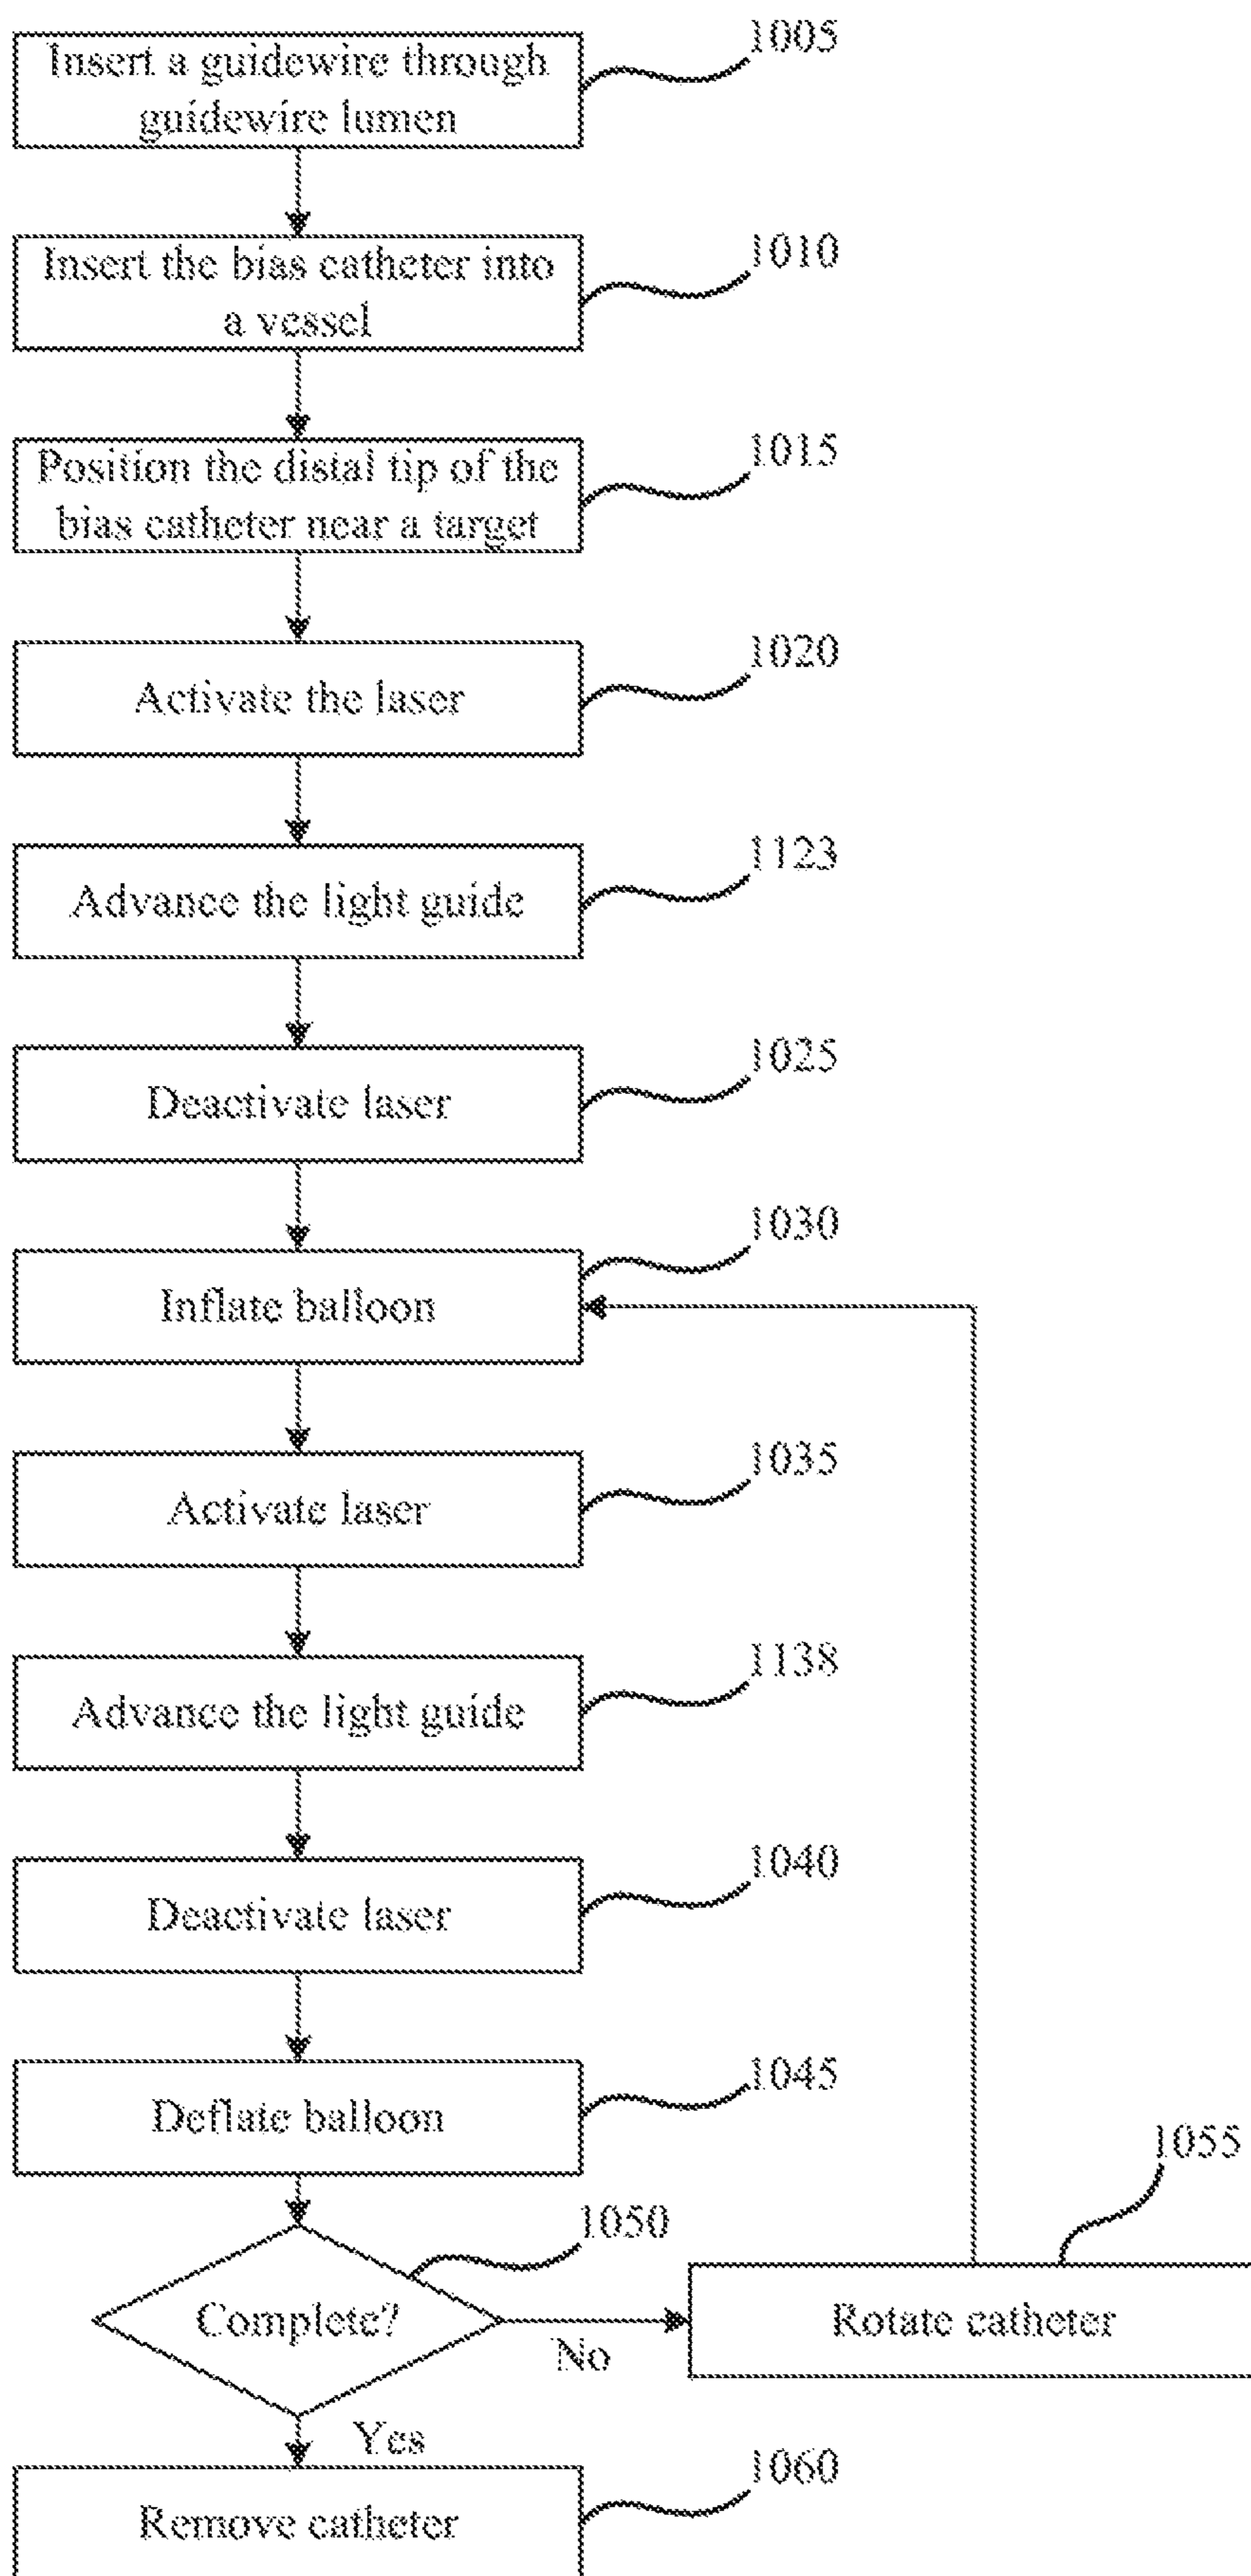 1005
Insert a guidewire through
guidewire lumen
1010
Insert the bias catheter into
a vessel
1015
Position the distal tip of the
bias catheter near a target
1020
Activate the laser
1123
Advance the light guide
1025
Deactivate laser
1030
Inflate balloon
1035
Activate laser
1138
Advance the light guide
1040
Deactivate laser
1045
Deflate balloon
1055
1050
Complete?
Rotate catheter
No
Yes
1060
Remove catheter